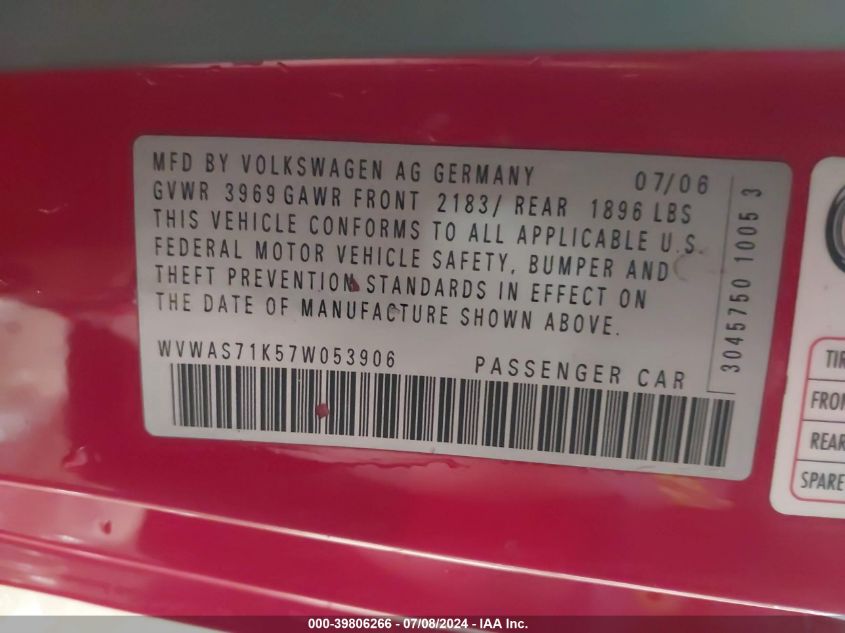 MFD BY VOLKSWAGEN AG GERMANY 07/06
GVWR 3969 GAWR FRONT 2183/ REAR 1896 LBS
THIS VEHICLE CONFORMS TO ALL APPLICABLE U.S.
FEDERAL MOTOR VEHICLE SAFETY, BUMPER AND
THEFT PREVENTION STANDARDS IN EFFECT ON
THE DATE OF MANUFACTURE SHOWN ABOVE.
WVWAS71K57W053906 PASSENGER CAR
3045750 1005 3
TIR
FRON
REAR
SPARE
000-39806266 - 07/08/2024 - IAA Inc.